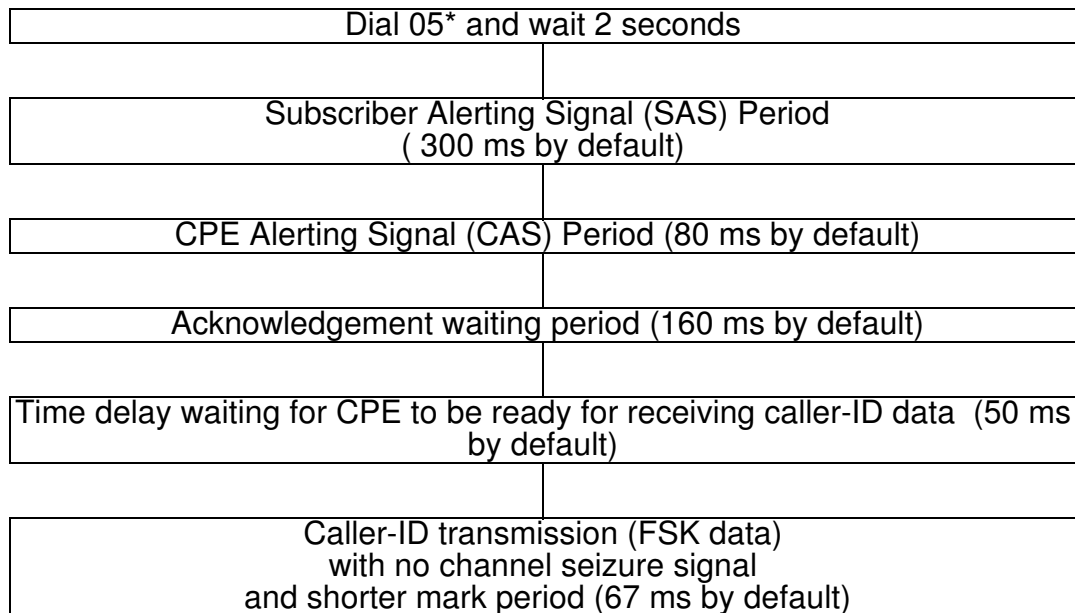 Dial 05* and wait 2 seconds
Subscriber Alerting Signal (SAS) Period
( 300 ms by default)
CPE Alerting Signal (CAS) Period (80 ms by default)
Acknowledgement waiting period (160 ms by default)
Time delay waiting for CPE to be ready for receiving caller-ID data  (50 ms
by default)
Caller-ID transmission (FSK data)
with no channel seizure signal
and shorter mark period (67 ms by default)